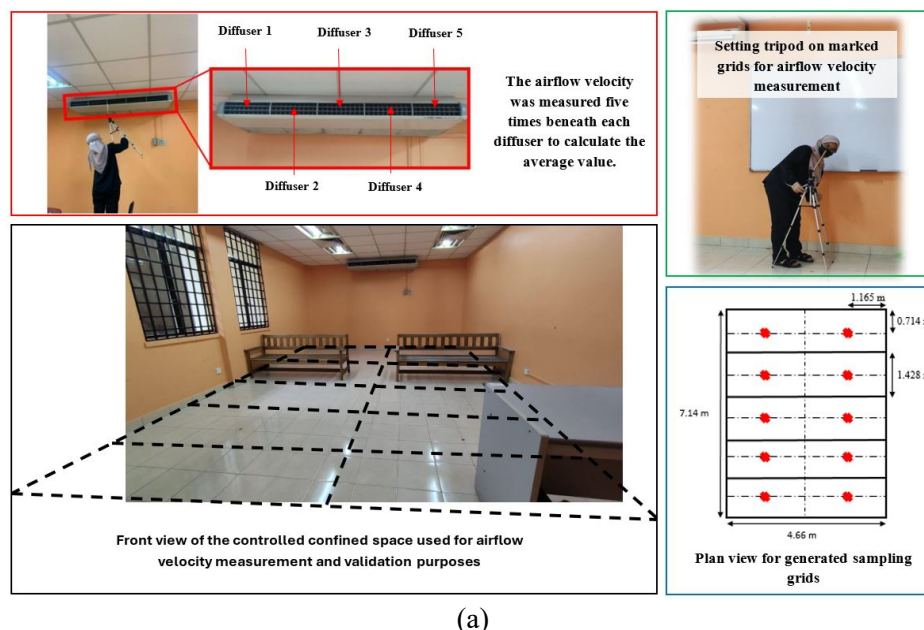 Diffuser 1
Diffuser 3
Diffuser 5
Diffuser 2
Diffuser 4
The airflow velocity
was measured five
times beneath each
diffuser to calculate the
average value.
Setting tripod on marked
grids for airflow velocity
measurement
Front view of the controlled confined space used for airflow
velocity measurement and validation purposes
1.165 m
0.714
1.428
7.14 m
4.66 m
Plan view for generated sampling
grids
(a)